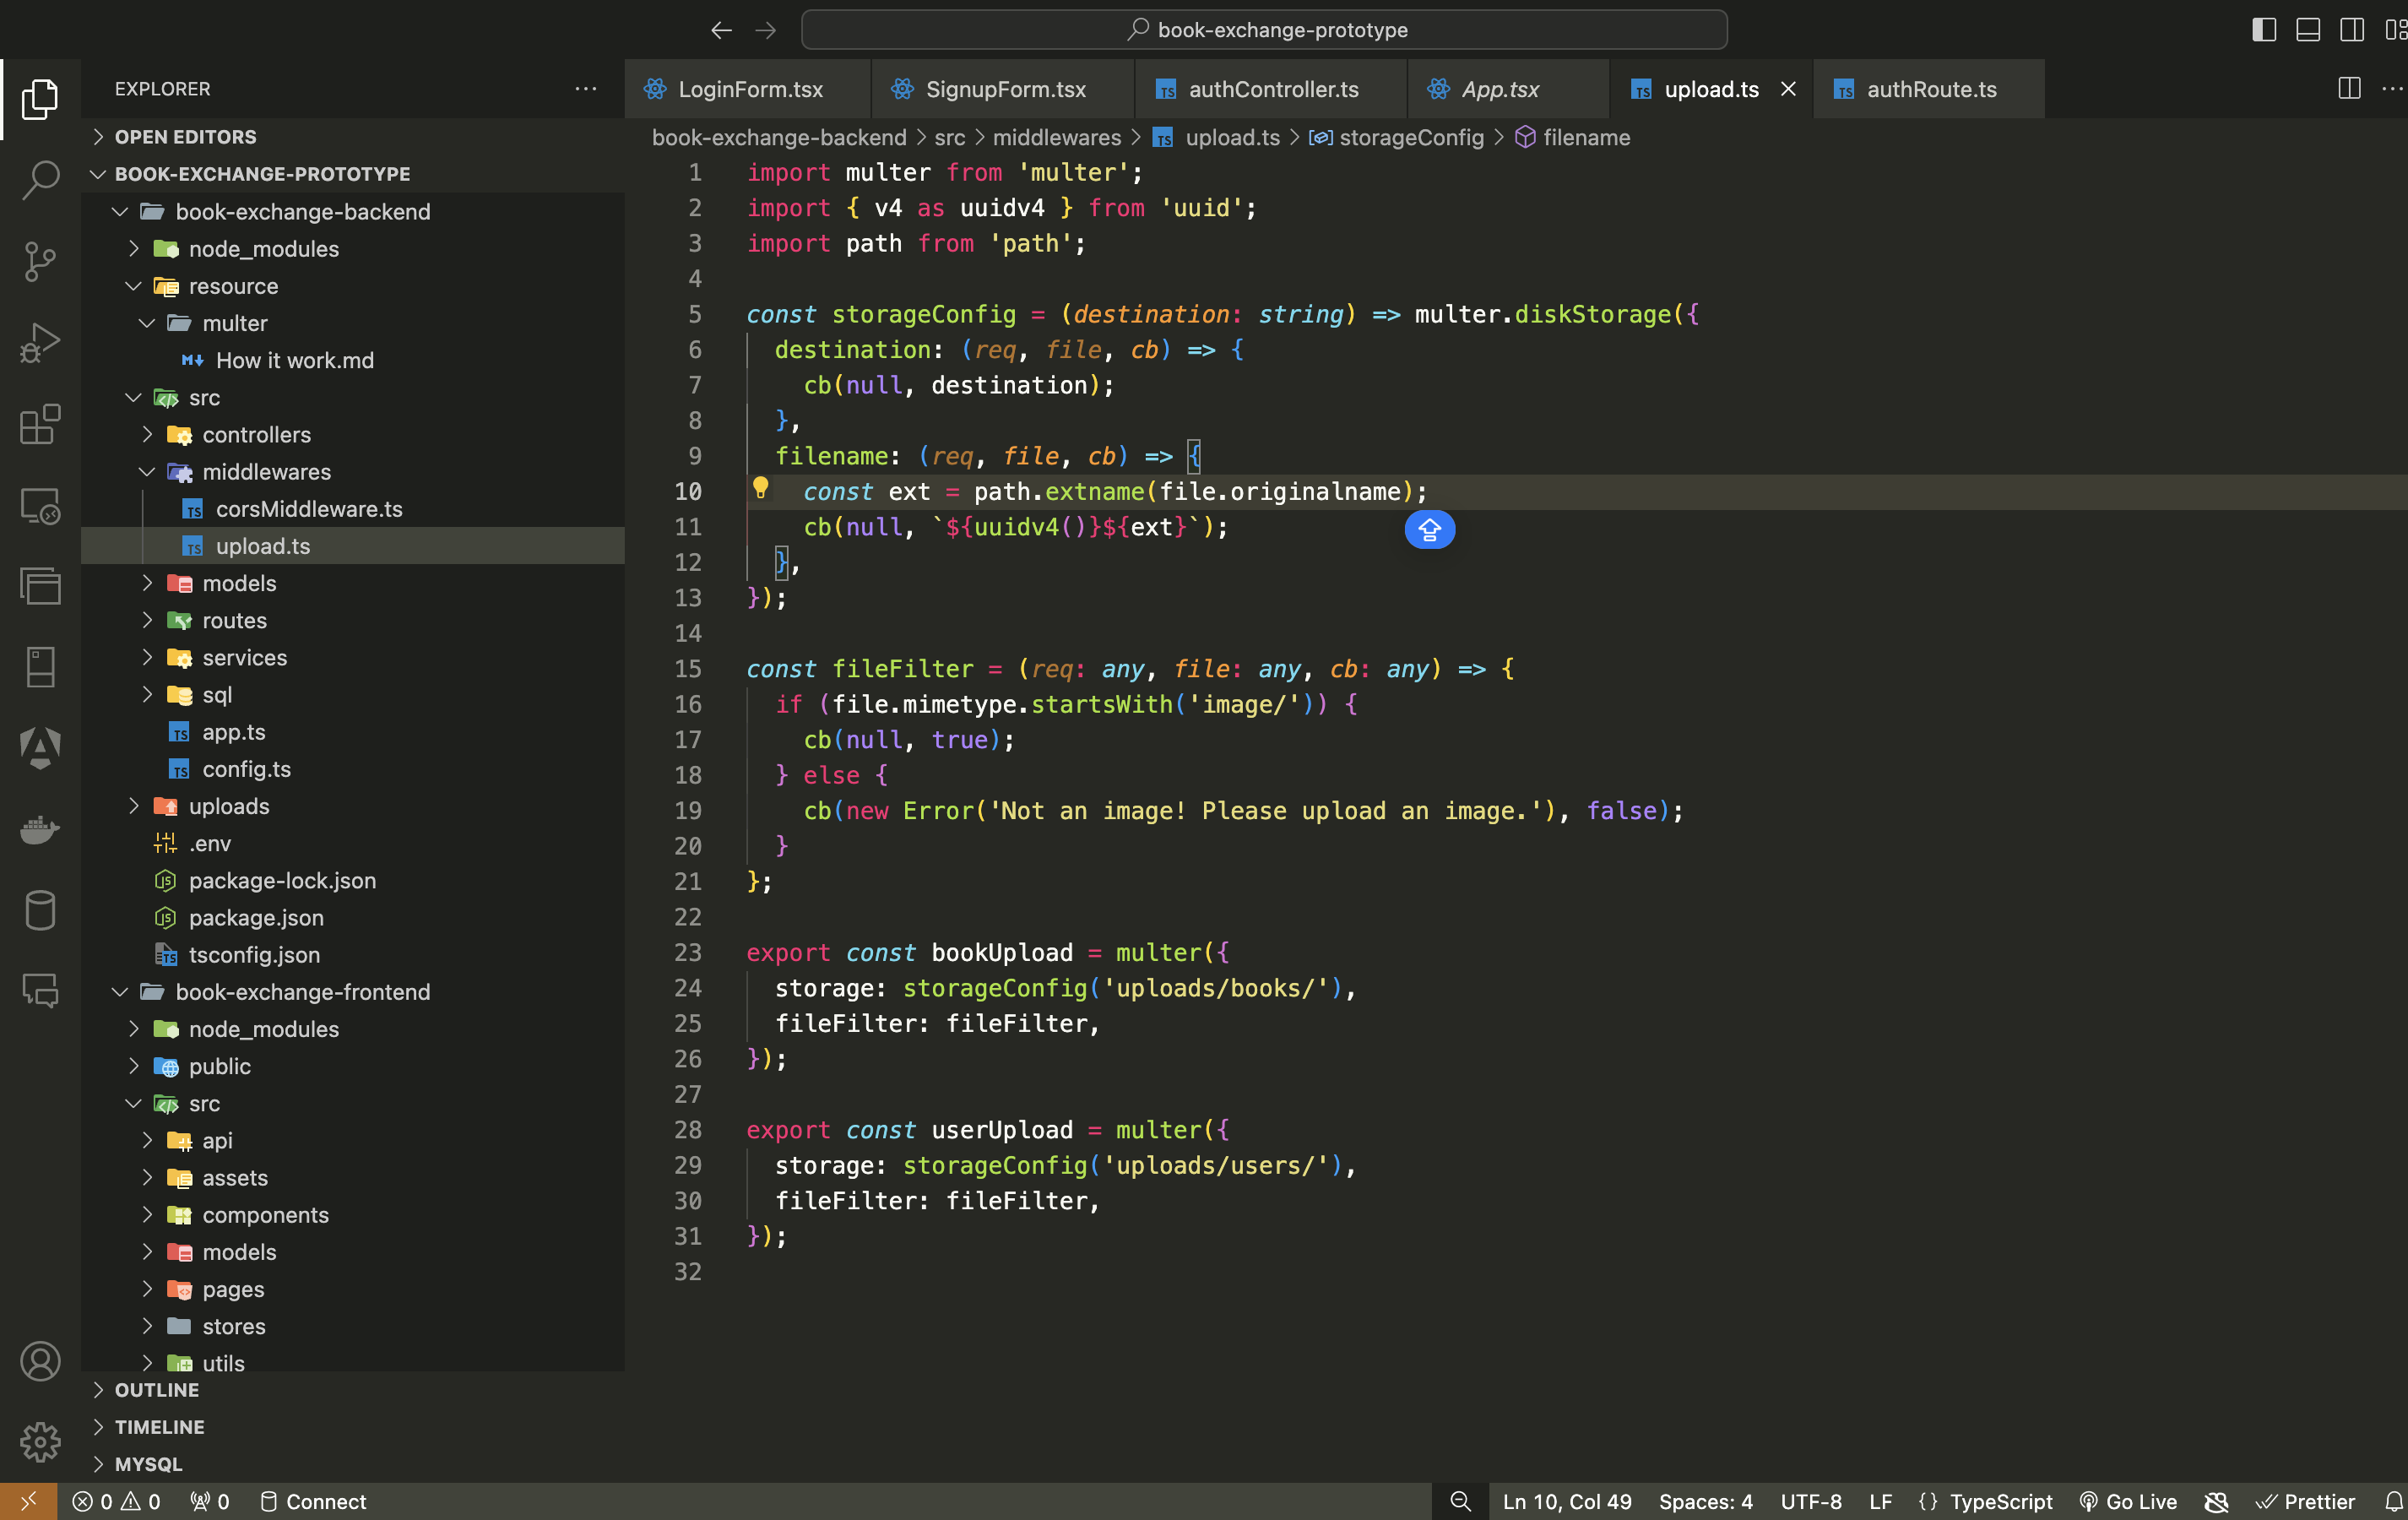 book-exchange-prototype
EXPLORER
OPEN EDITORS
BOOK-EXCHANGE-PROTOTYPE
book-exchange-backend
node_modules
resource
multer
How it work.md
src
controllers
middlewares
corsMiddleware.ts
upload.ts
models
routes
services
sql
app.ts
config.ts
uploads
.env
package-lock.json
package.json
tsconfig.json
book-exchange-frontend
node_modules
public
src
api
assets
components
models
pages
stores
utils
OUTLINE
TIMELINE
MYSQL
LoginForm.tsx SignupForm.tsx authController.ts App.tsx upload.ts authRoute.ts
book-exchange-backend > src > middlewares > upload.ts > storageConfig > filename
1 import multer from 'multer';
2 import { v4 as uuidv4 } from 'uuid';
3 import path from 'path';
4
5 const storageConfig = (destination: string) => multer.diskStorage({
6 destination: (req, file, cb) => {
7 cb(null, destination);
8 },
9 filename: (req, file, cb) => {
10 const ext = path.extname(file.originalname);
11 cb(null, `${uuidv4()}${ext}`);
12 },
13 });
14
15 const fileFilter = (req: any, file: any, cb: any) => {
16 if (file.mimetype.startsWith('image/')) {
17 cb(null, true);
18 } else {
19 cb(new Error('Not an image! Please upload an image.'), false);
20 }
21 };
22
23 export const bookUpload = multer({
24 storage: storageConfig('uploads/books/'),
25 fileFilter: fileFilter,
26 });
27
28 export const userUpload = multer({
29 storage: storageConfig('uploads/users/'),
30 fileFilter: fileFilter,
31 });
32
0 0 0 Connect Ln 10, Col 49 Spaces: 4 UTF-8 LF {} TypeScript Go Live Prettier